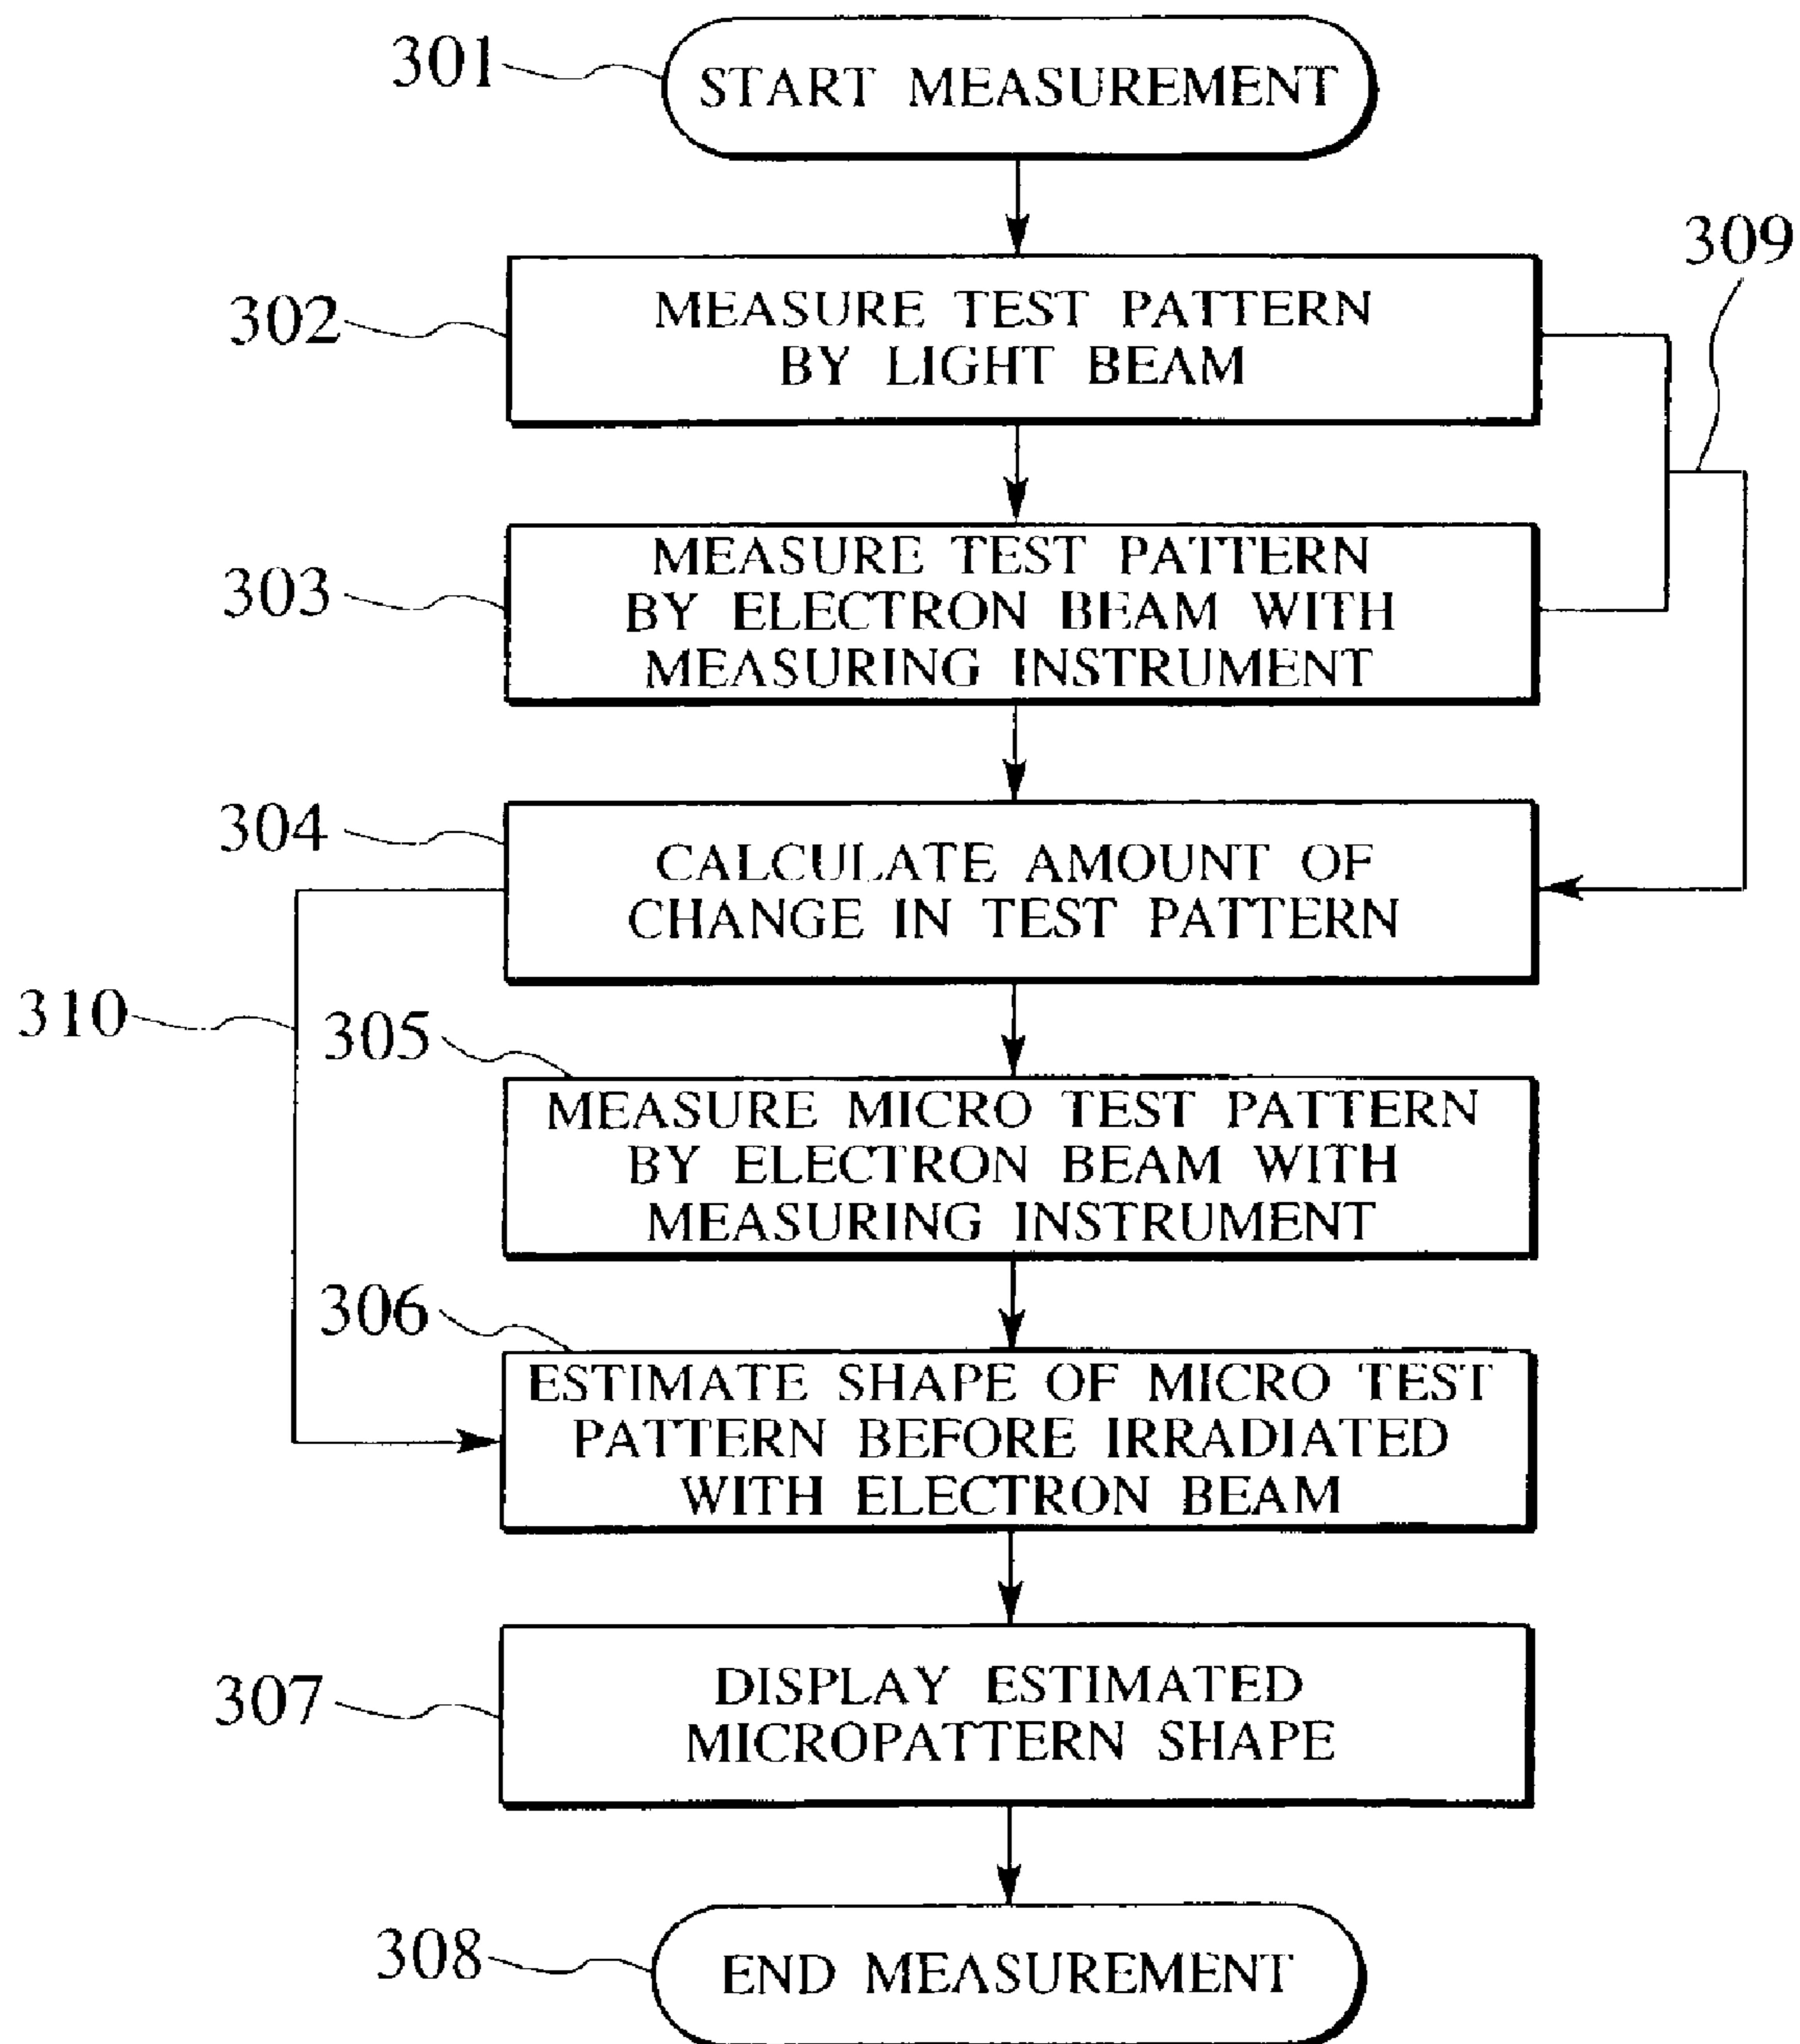 301
START MEASUREMENT
309
302
MEASURE TEST PATTERN
BY LIGHT BEAM
303
MEASURE TEST PATTERN
BY ELECTRON BEAM WITH
MEASURING INSTRUMENT
304
CALCULATE AMOUNT OF
CHANGE IN TEST PATTERN
310
305
MEASURE MICRO TEST PATTERN
BY ELECTRON BEAM WITH
MEASURING INSTRUMENT
306
ESTIMATE SHAPE OF MICRO TEST
PATTERN BEFORE IRRADIATED
WITH ELECTRON BEAM
307
DISPLAY ESTIMATED
MICROPATTERN SHAPE
308
END MEASUREMENT